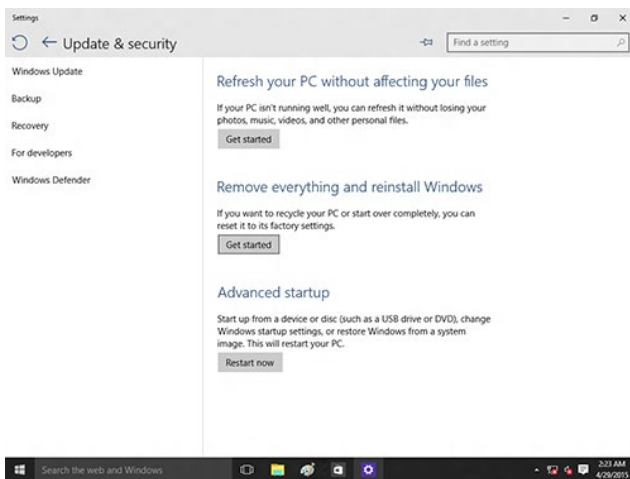 Settings
Update & security
Find a setting
Windows Update
Backup
Recovery
For developers
Windows Defender
Refresh your PC without affecting your files
If your PC isn't running well, you can refresh it without losing your
photos, music, videos, and other personal files.
Get started
Remove everything and reinstall Windows
If you want to recycle your PC or start over completely, you can
reset it to its factory settings.
Get started
Advanced startup
Start up from a device or disc (such as a USB drive or DVD), change
Windows startup settings, or restore Windows from a system
image. This will restart your PC.
Restart now
Search the web and Windows
2:23 AM
4/29/2015